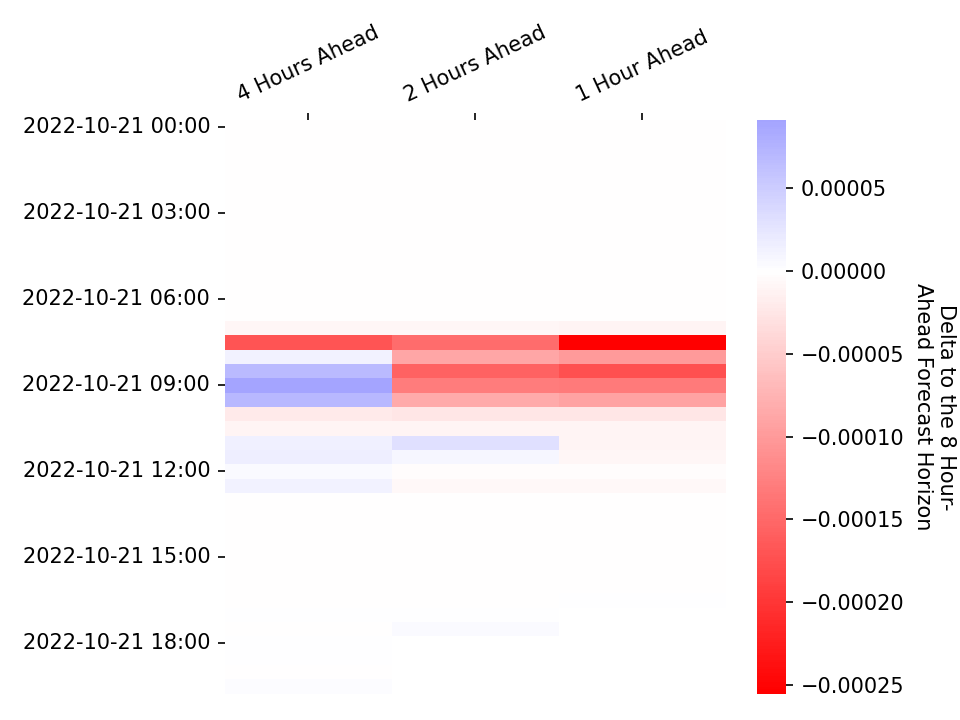 4 Hours Ahead
2 Hours Ahead
1 Hour Ahead
2022-10-21 00:00
2022-10-21 03:00
2022-10-21 06:00
2022-10-21 09:00
2022-10-21 12:00
2022-10-21 15:00
2022-10-21 18:00
0.00005
0.00000
−0.00005
−0.00010
−0.00015
−0.00020
−0.00025
Delta to the 8 Hour-
Ahead Forecast Horizon